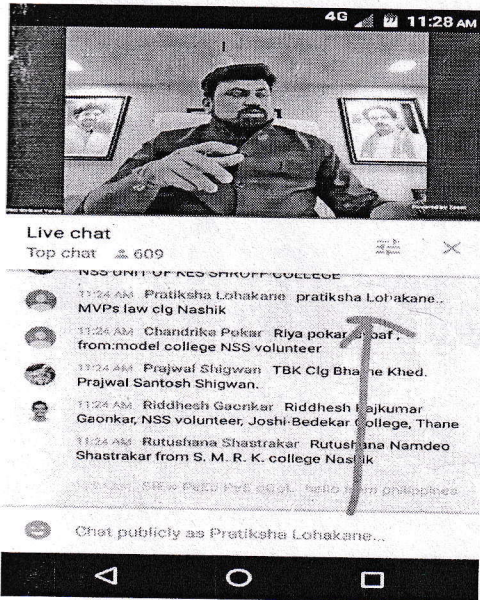 4G 11:28 AM
Live chat
Top chat 609
NSS UNIT OF KES SHROFF COLLEGE
11:24 AM Pratiksha Lohakane pratiksha Lohakane..
MVPs law clg Nashik
11:24 AM Chandrika Pokar Riya pokar
from:model college NSS volunteer
11:24 AM Prajwal Shigwan TBK Clg Khed.
Prajwal Santosh Shigwan.
11:24 AM Riddhesh Gaonkar Riddhesh Rajkumar
Gaonkar, NSS volunteer, Joshi-Bedekar College, Thane
11:24 AM Rutushana Shastrakar Rutushana Namdeo
Shastrakar from S. M. R. K. college Nashik
hello from philippines
Chat publicly as Pratiksha Lohakane...